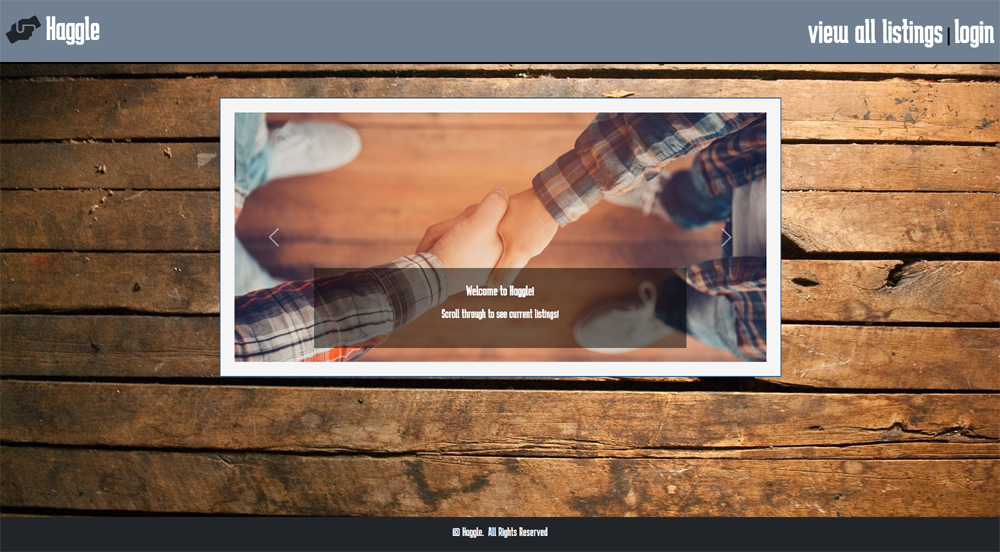 Haggle
view all listings | login
Welcome to Haggle!
Scroll through to see current listings!
© Haggle. All Rights Reserved